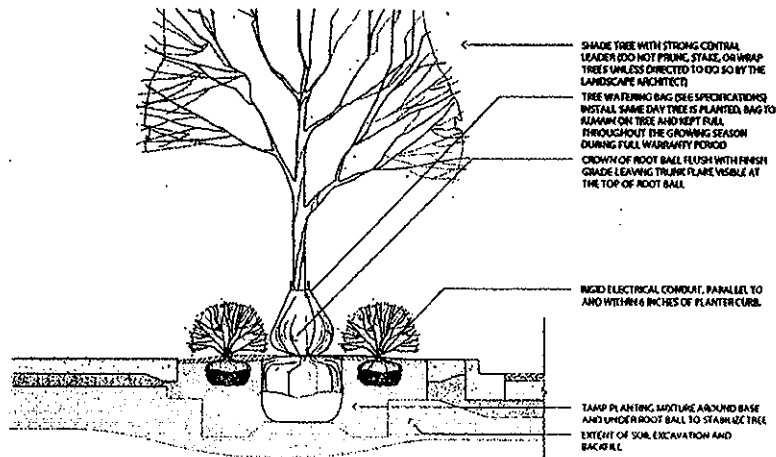 SHADE TREE WITH STRONG CENTRAL
LEADER (DO NOT PRUNE, STAKE, OR WRAP
TREES UNLESS DIRECTED TO DO SO BY THE
LANDSCAPE ARCHITECT)
TREE WATERING BAG (SEE SPECIFICATIONS)
INSTALL SAME DAY TREE IS PLANTED, BAG TO
REMAIN ON TREE AND KEPT FULL
THROUGHOUT THE GROWING SEASON
DURING FULL WARRANTY PERIOD
CROWN OF ROOT BALL FLUSH WITH FINISH
GRADE LEAVING TRUNK FLARE VISIBLE AT
THE TOP OF ROOT BALL
RIGID ELECTRICAL CONDUIT, PARALLEL TO
AND WITHIN 6 INCHES OF PLANTER CURB.
TAMP PLANTING MIXTURE AROUND BASE
AND UNDER ROOT BALL TO STABILIZE TREE
EXTENT OF SOIL EXCAVATION AND
BACKFILL